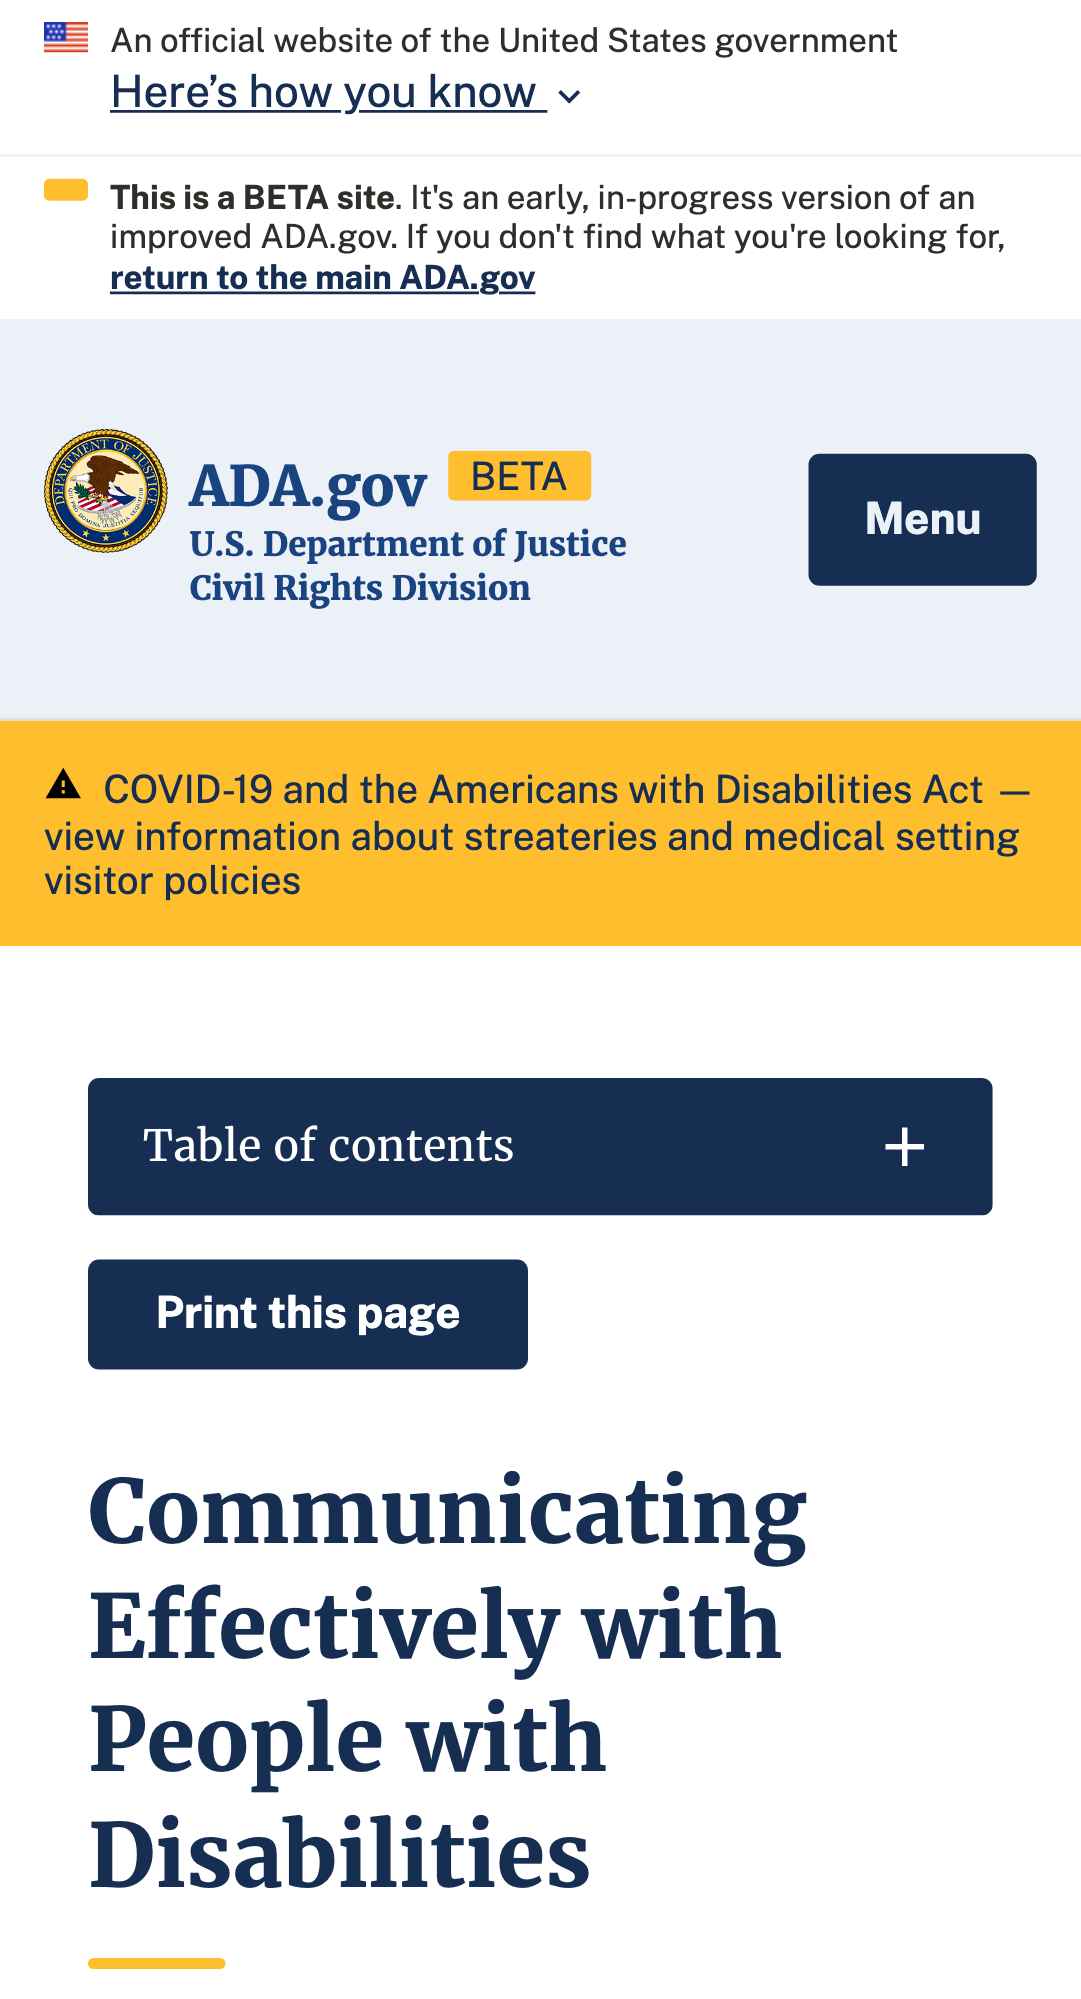 An official website of the United States government
Here’s how you know
This is a BETA site. It's an early, in-progress version of an
improved ADA.gov. If you don't find what you're looking for,
return to the main ADA.gov
DEPARTMENT OF JUSTICE
ADA.gov BETA
U.S. Department of Justice
Civil Rights Division
Menu
COVID-19 and the Americans with Disabilities Act —
view information about streateries and medical setting
visitor policies
Table of contents
Print this page
Communicating
Effectively with
People with
Disabilities